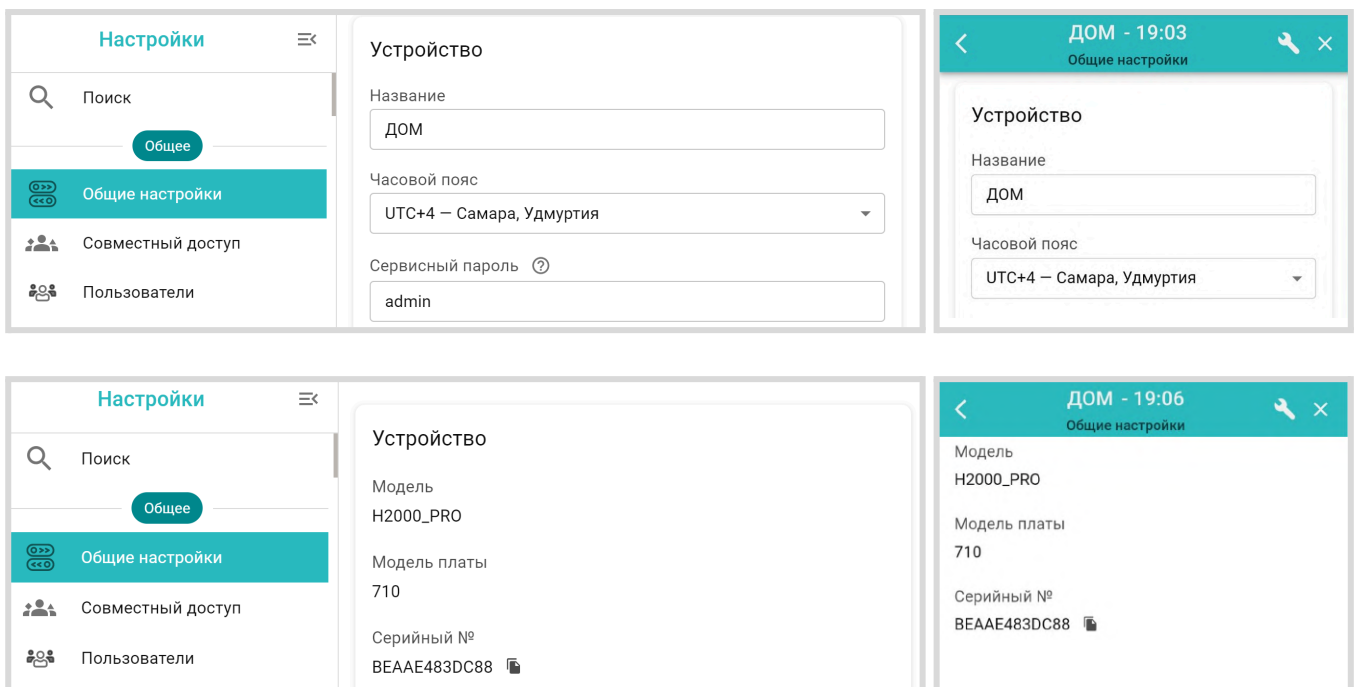 Настройки
Поиск
Общее
Общие настройки
Совместный доступ
Пользователи
Устройство
Название
ДОМ
Часовой пояс
UTC+4 — Самара, Удмуртия
Сервисный пароль
admin
ДОМ - 19:03
Общие настройки
Устройство
Название
ДОМ
Часовой пояс
UTC+4 — Самара, Удмуртия
Настройки
Поиск
Общее
Общие настройки
Совместный доступ
Пользователи
Устройство
Модель
H2000_PRO
Модель платы
710
Серийный №
BEAAE483DC88
ДОМ - 19:06
Общие настройки
Модель
H2000_PRO
Модель платы
710
Серийный №
BEAAE483DC88